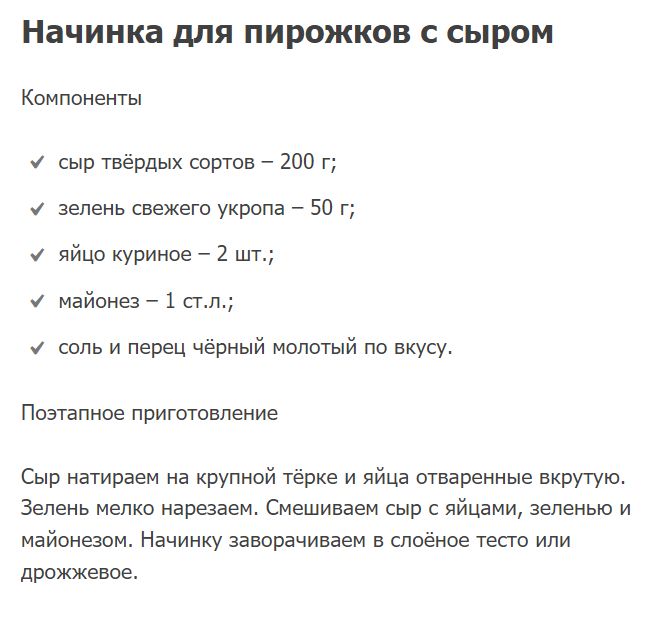 Начинка для пирожков с сыром
Компоненты
сыр твёрдых сортов – 200 г;
зелень свежего укропа – 50 г;
яйцо куриное – 2 шт.;
майонез – 1 ст.л.;
соль и перец чёрный молотый по вкусу.
Поэтапное приготовление
Сыр натираем на крупной тёрке и яйца отваренные вкрутую.
Зелень мелко нарезаем. Смешиваем сыр с яйцами, зеленью и
майонезом. Начинку заворачиваем в слоёное тесто или
дрожжевое.